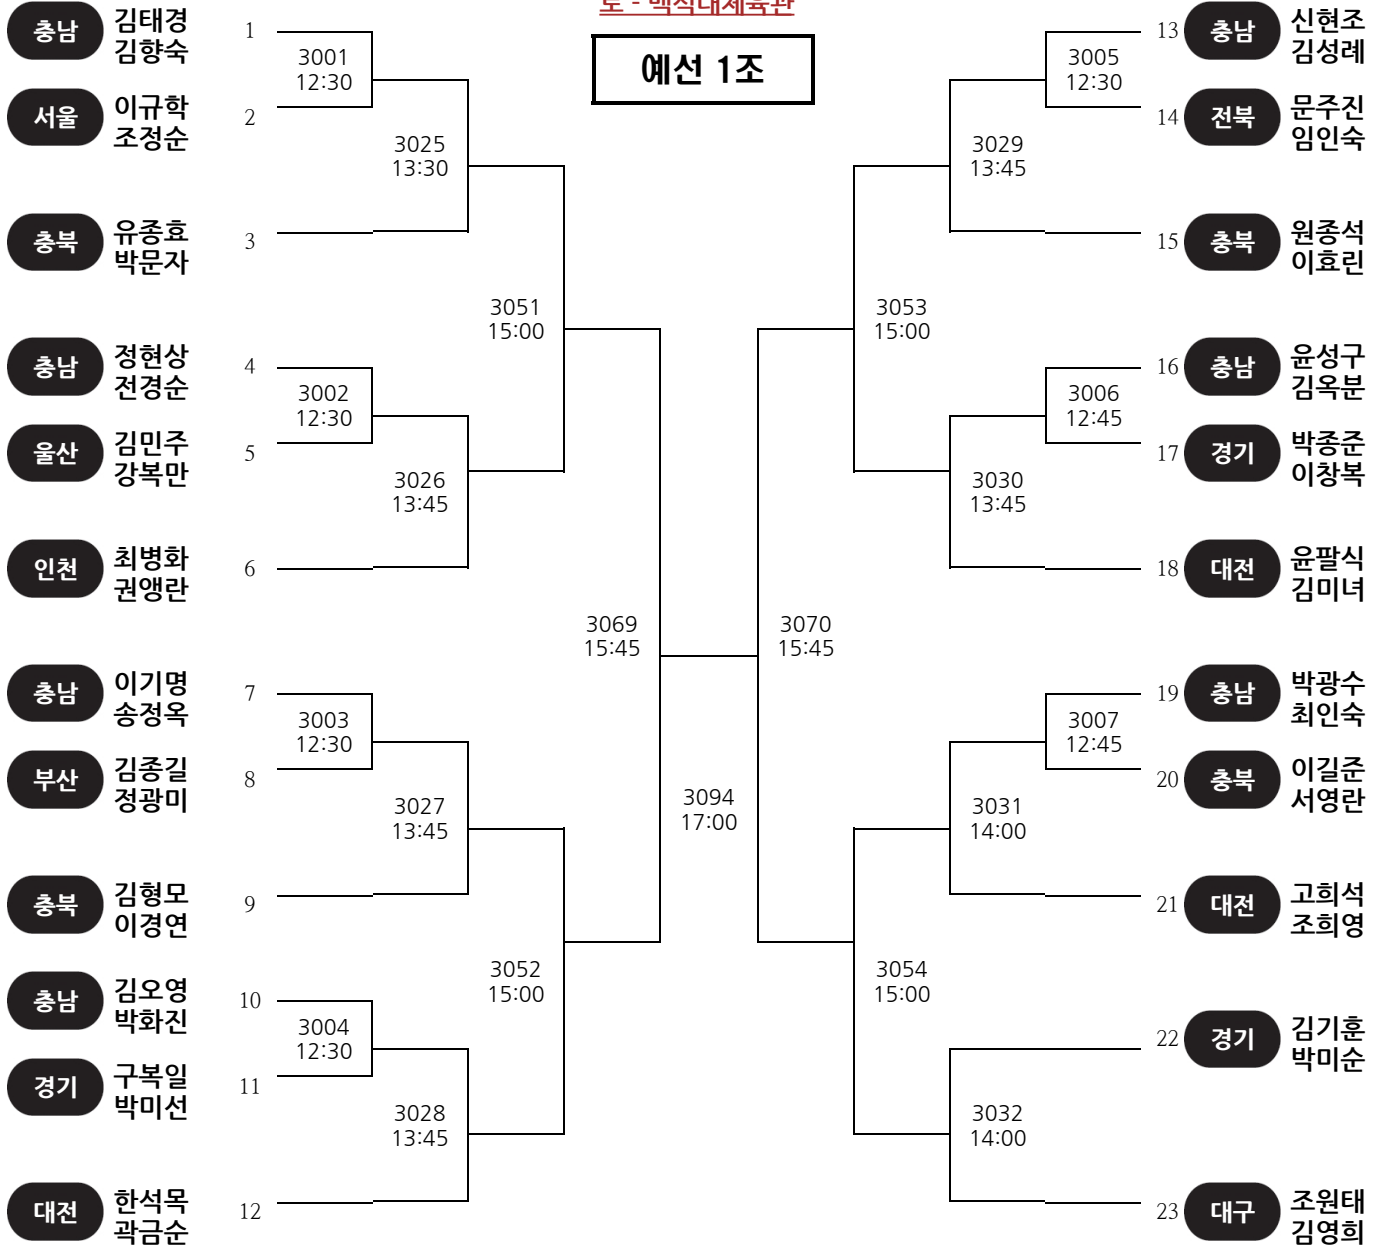 토 - 백석대체육관
예선 1조
충남
김태경
김향숙
1
서울
이규학
조정순
2
3001
12:30
충북
유종효
박문자
3
3025
13:30
충남
정현상
전경순
4
울산
김민주
강복만
5
3002
12:30
인천
최병화
권앵란
6
3026
13:45
3051
15:00
충남
이기명
송정옥
7
부산
김종길
정광미
8
3003
12:30
충북
김형모
이경연
9
3027
13:45
충남
김오영
박화진
10
경기
구복일
박미선
11
3004
12:30
대전
한석목
곽금순
12
3028
13:45
3052
15:00
3069
15:45
3094
17:00
3070
15:45
13
충남
신현조
김성례
14
전북
문주진
임인숙
3005
12:30
15
충북
원종석
이효린
3029
13:45
16
충남
윤성구
김옥분
17
경기
박종준
이창복
3006
12:45
18
대전
윤팔식
김미녀
3030
13:45
3053
15:00
19
충남
박광수
최인숙
20
충북
이길준
서영란
3007
12:45
21
대전
고희석
조희영
3031
14:00
22
경기
김기훈
박미순
23
대구
조원태
김영희
3032
14:00
3054
15:00